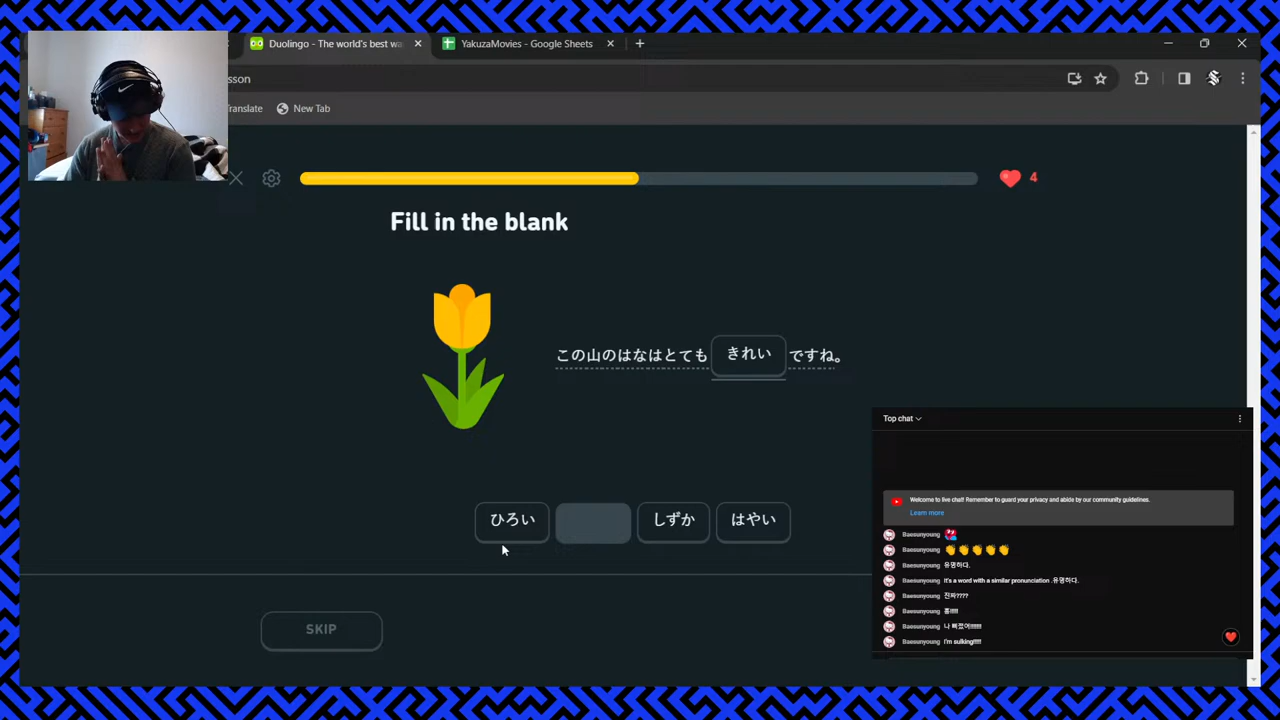 Duolingo - The world's best wa
YakuzaMovies - Google Sheets
sson
Translate
New Tab
4
Fill in the blank
この山のはなはとても きれい ですね。
ひろい
しずか
はやい
SKIP
Top chat
Welcome to live chat! Remember to guard your privacy and abide by our community guidelines.
Learn more
Baesunyoung
Baesunyoung
Baesunyoung 유명하다.
Baesunyoung it's a word with a similar pronunciation .유명하다.
Baesunyoung 진짜????
Baesunyoung 흥!!!!!
Baesunyoung 나 삐졌어!!!!!!!
Baesunyoung I'm sulking!!!!!